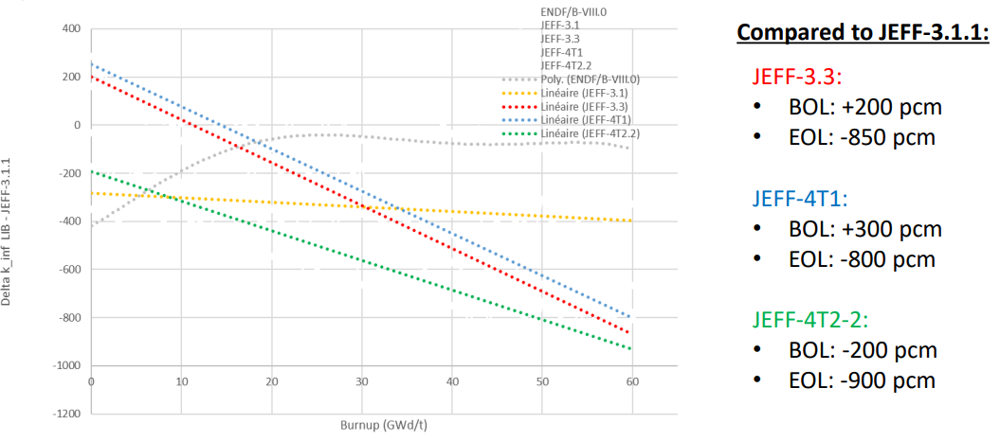 ENDF/B-VIII.0
JEFF-3.1
JEFF-3.3
JEFF-4T1
JEFF-4T2.2
Poly. (ENDF/B-VIII.0)
Linéaire (JEFF-3.1)
Linéaire (JEFF-3.3)
Linéaire (JEFF-4T1)
Linéaire (JEFF-4T2.2)
400
200
0
-200
-400
-600
-800
-1000
-1200
Delta k_inf LIB - JEFF-3.1.1
0
10
20
30
40
50
60
Burnup (GWd/t)
Compared to JEFF-3.1.1:
JEFF-3.3:
• BOL: +200 pcm
• EOL: -850 pcm
JEFF-4T1:
• BOL: +300 pcm
• EOL: -800 pcm
JEFF-4T2-2:
• BOL: -200 pcm
• EOL: -900 pcm